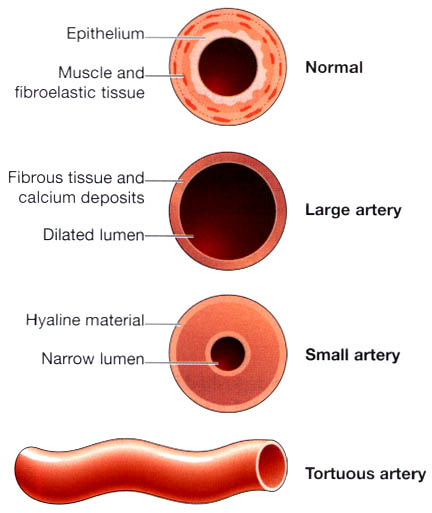 Epithelium
Muscle and
fibroelastic tissue
Normal
Fibrous tissue and
calcium deposits
Large artery
Dilated lumen
Hyaline material
Small artery
Narrow lumen
Tortuous artery